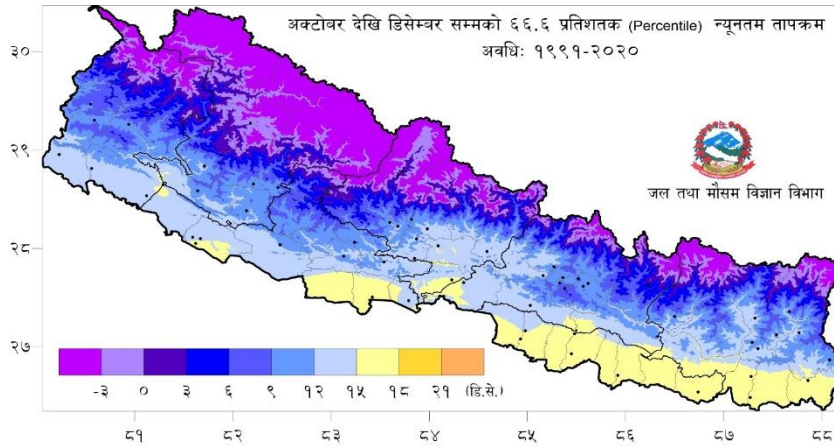 अक्टोबर देखि डिसेम्बर सम्मको ६६.६ प्रतिशतक (Percentile) न्यूनतम तापक्रम
अवधिः १९९१-२०२०
जल तथा मौसम विज्ञान विभाग
३०
२९
२८
२७
-३ ० ३ ६ ९ १२ १५ १८ २१ (डि.से.)
८१ ८२ ८३ ८४ ८५ ८६ ८७ ८८